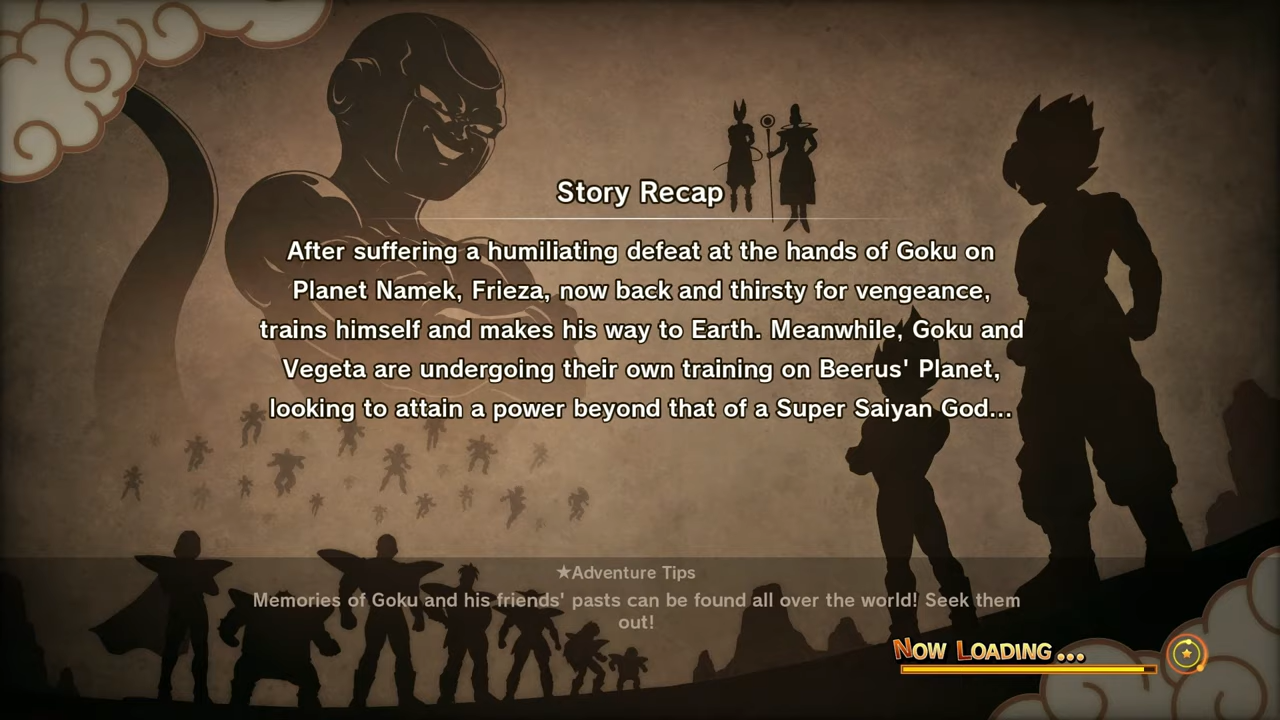 Story Recap
After suffering a humiliating defeat at the hands of Goku on
Planet Namek, Frieza, now back and thirsty for vengeance,
trains himself and makes his way to Earth. Meanwhile, Goku and
Vegeta are undergoing their own training on Beerus' Planet,
looking to attain a power beyond that of a Super Saiyan God...
★Adventure Tips
Memories of Goku and his friends' pasts can be found all over the world! Seek them
out!
NOW LOADING...